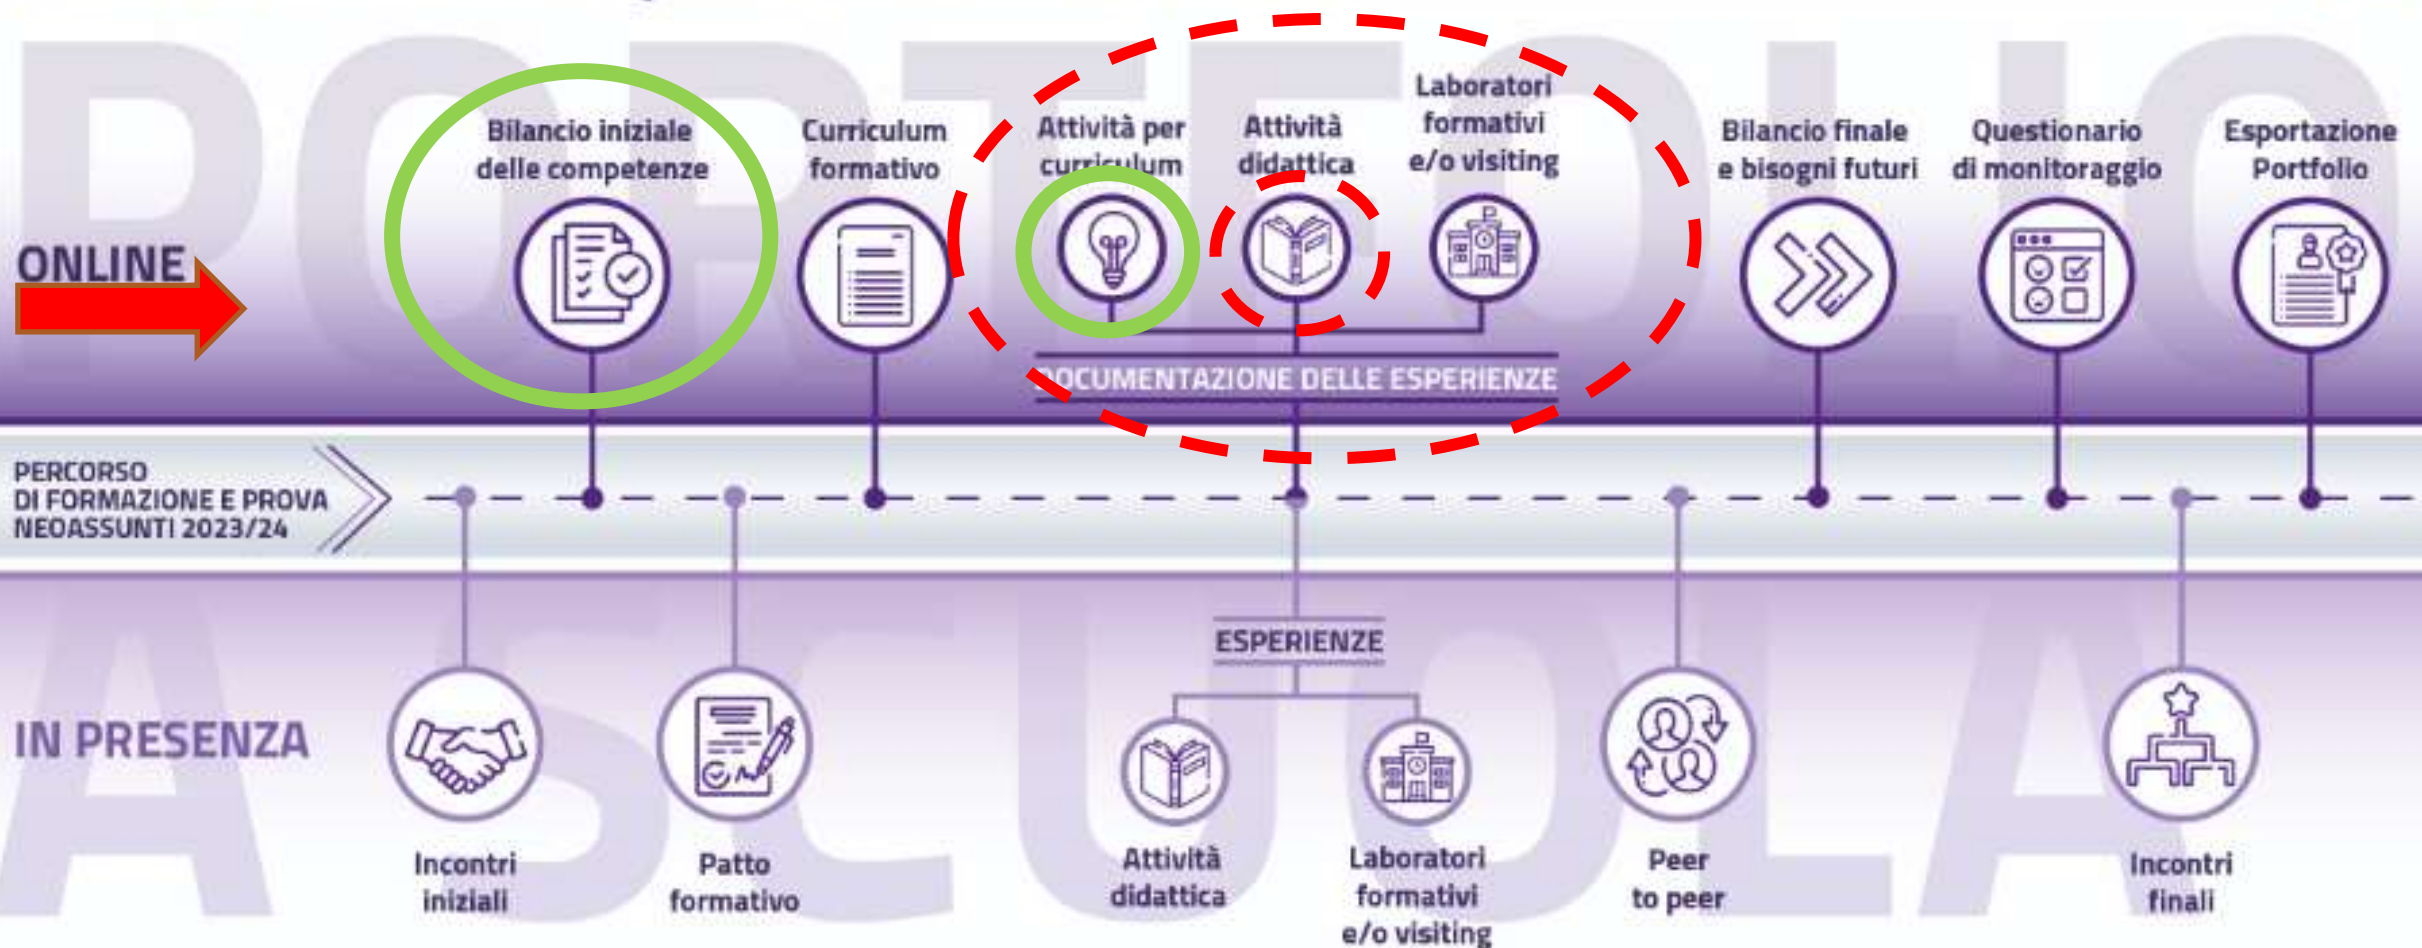 PORTFOLIO
Bilancio iniziale
delle competenze
Curriculum
formativo
Attività per
curriculum
Attività
didattica
Laboratori
formativi
e/o visiting
Bilancio finale
e bisogni futuri
Questionario
di monitoraggio
Esportazione
Portfolio
ONLINE
DOCUMENTAZIONE DELLE ESPERIENZE
PERCORSO
DI FORMAZIONE E PROVA
NEOASSUNTI 2023/24
A SCUOLA
ESPERIENZE
IN PRESENZA
Incontri
iniziali
Patto
formativo
Attività
didattica
Laboratori
formativi
e/o visiting
Peer
to peer
Incontri
finali